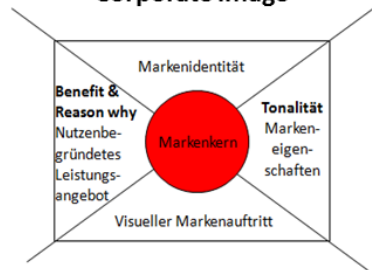 Corporate Image
Markenidentität
Benefit &
Reason why
Nutzenbe-
gründetes
Leistungs-
angebot
Markenkern
Tonalität
Marken-
eigen-
schaften
Visueller Markenauftritt